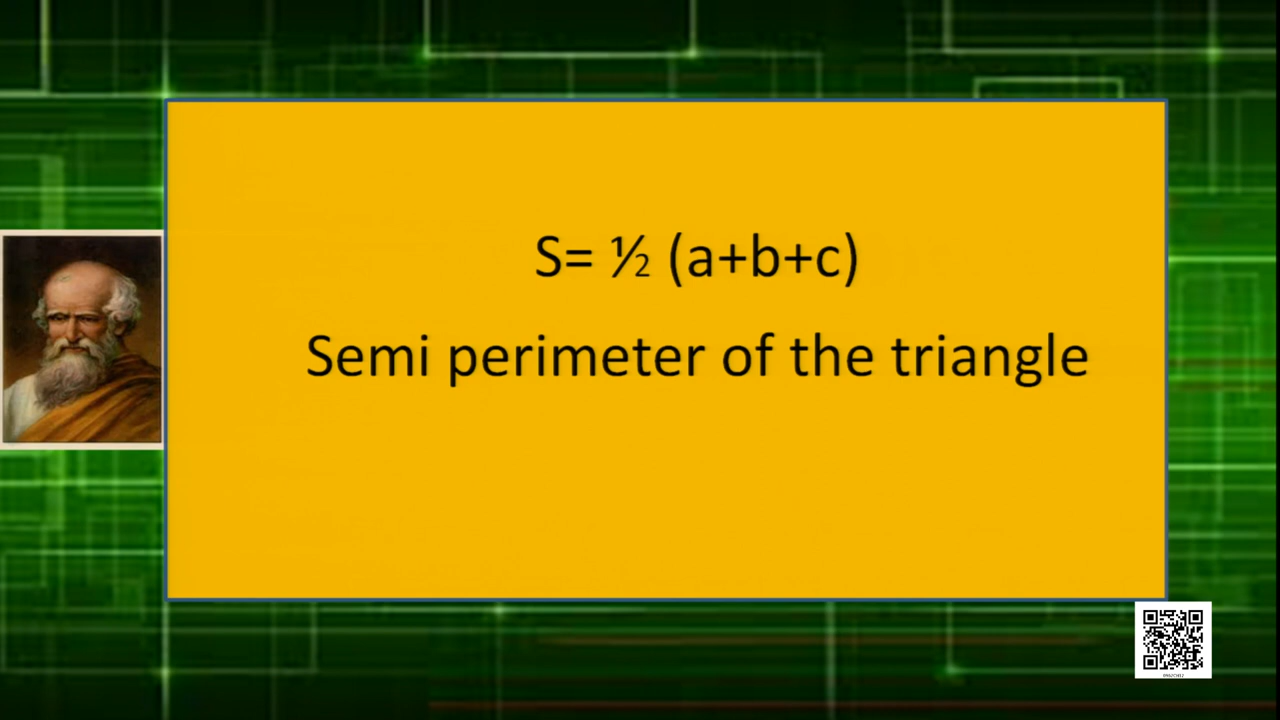 S= ½ (a+b+c)
Semi perimeter of the triangle